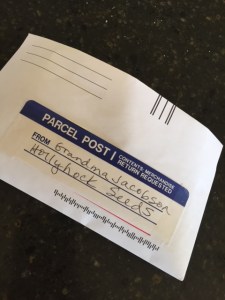 PARCEL POST | CONTENTS: MERCHANDISE
RETURN REQUESTED
FROM Grandma Jacobson
Hollyhock Seeds